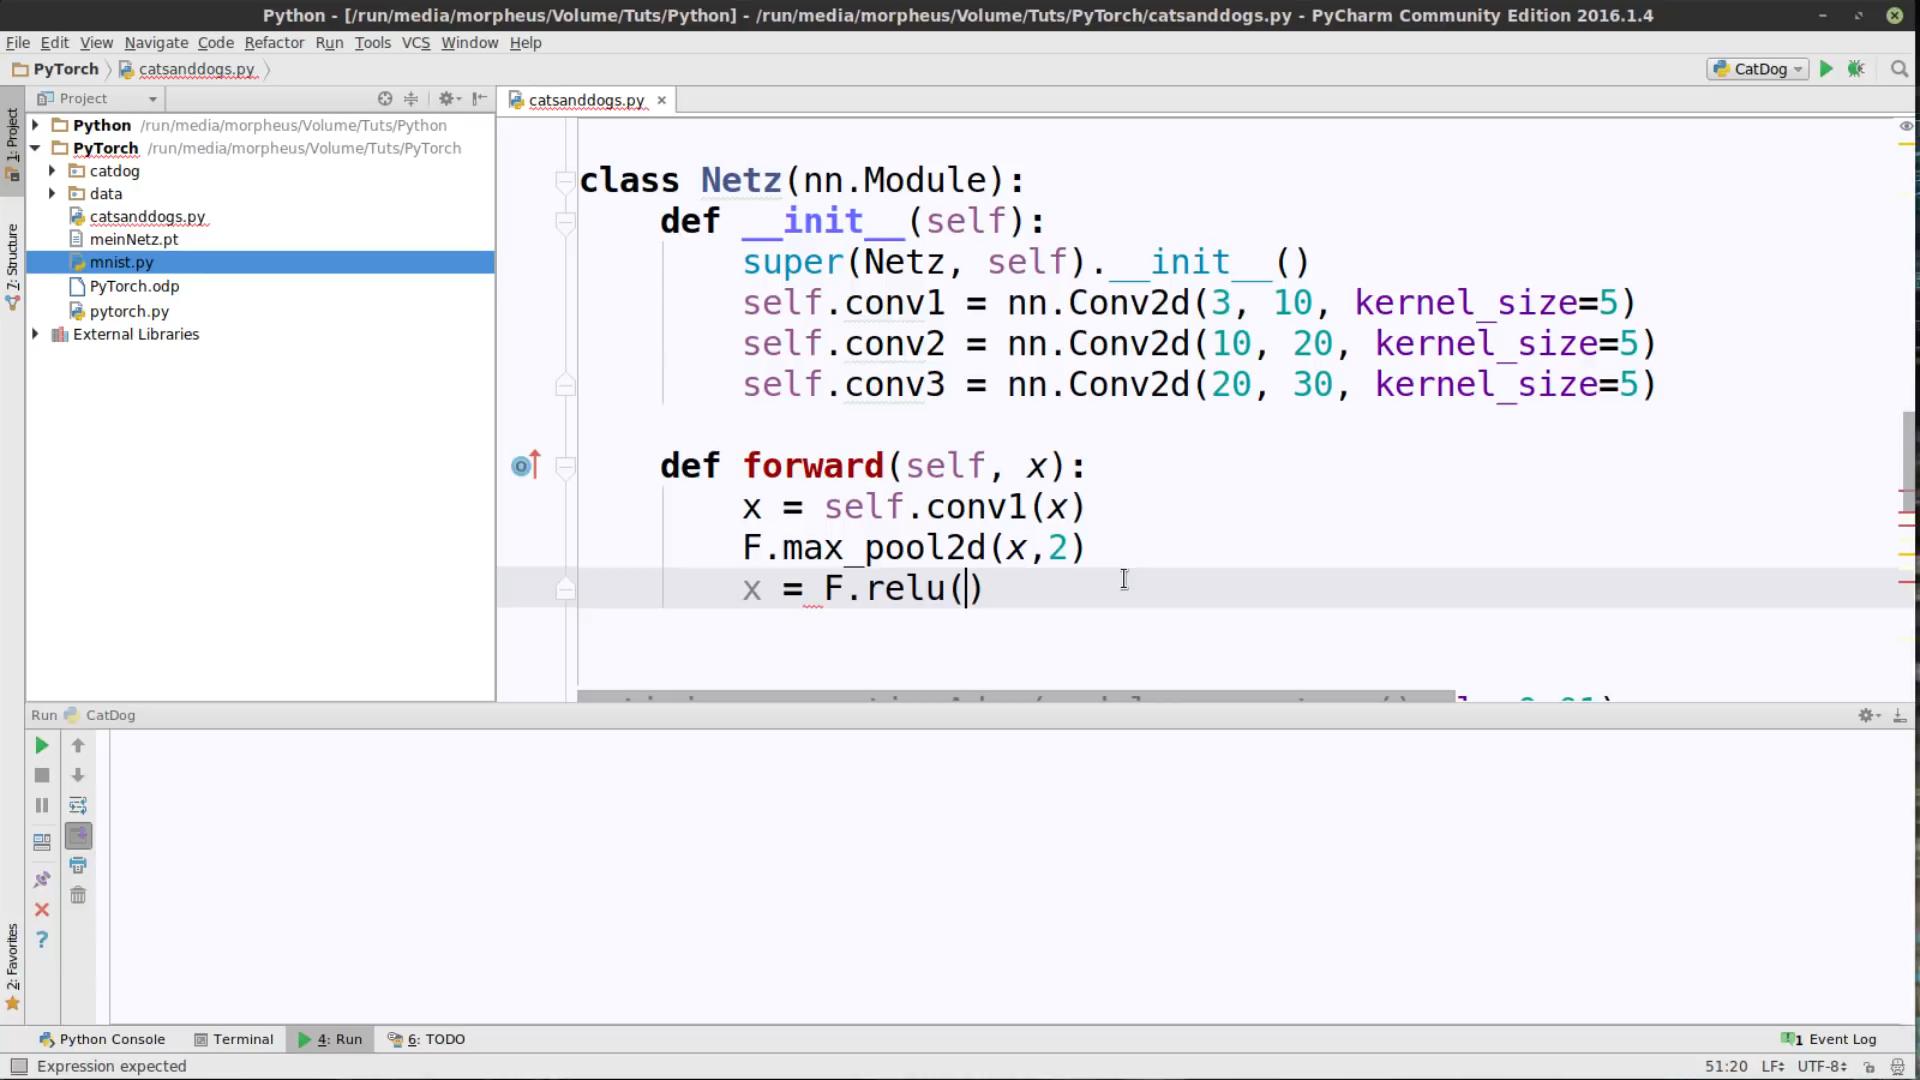 Python - [/run/media/morpheus/Volume/Tuts/Python] - /run/media/morpheus/Volume/Tuts/PyTorch/catsanddogs.py - PyCharm Community Edition 2016.1.4
File Edit View Navigate Code Refactor Run Tools VCS Window Help
PyTorch catsanddogs.py CatDog
Project
catsanddogs.py
1: Project
7: Structure
2: Favorites
Python /run/media/morpheus/Volume/Tuts/Python
PyTorch /run/media/morpheus/Volume/Tuts/PyTorch
catdog
data
catsanddogs.py
meinNetz.pt
mnist.py
PyTorch.odp
pytorch.py
External Libraries
class Netz(nn.Module):
def __init__(self):
super(Netz, self).__init__()
self.conv1 = nn.Conv2d(3, 10, kernel_size=5)
self.conv2 = nn.Conv2d(10, 20, kernel_size=5)
self.conv3 = nn.Conv2d(20, 30, kernel_size=5)
def forward(self, x):
x = self.conv1(x)
F.max_pool2d(x,2)
x = F.relu()
Run CatDog
Python Console Terminal 4: Run 6: TODO 1 Event Log
Expression expected 51:20 LF UTF-8